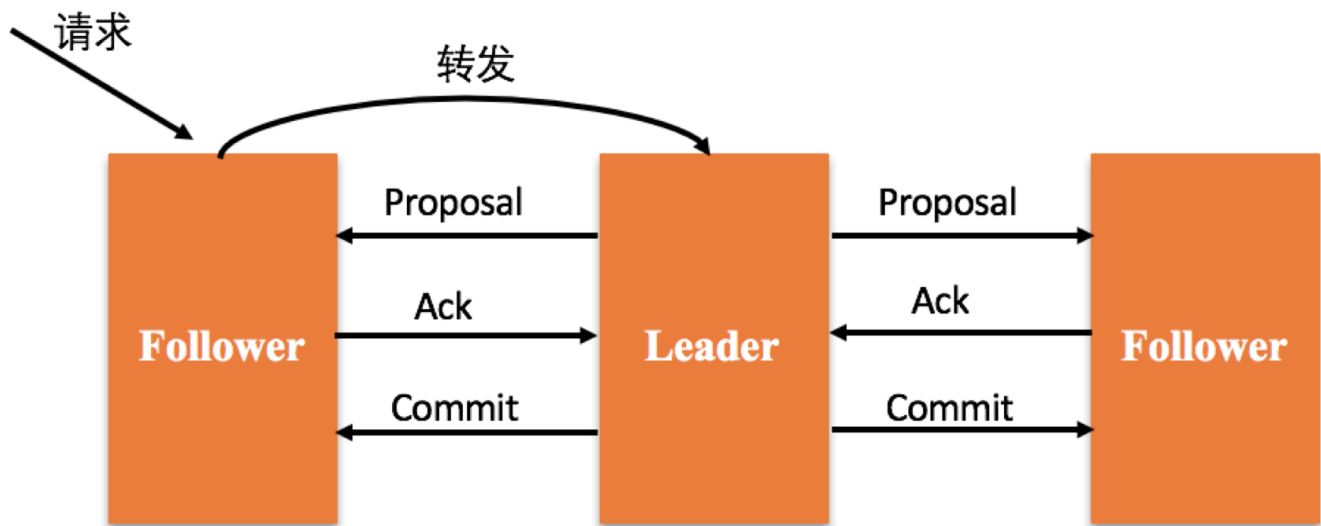 请求
转发
Proposal
Proposal
Ack
Ack
Follower
Leader
Follower
Commit
Commit